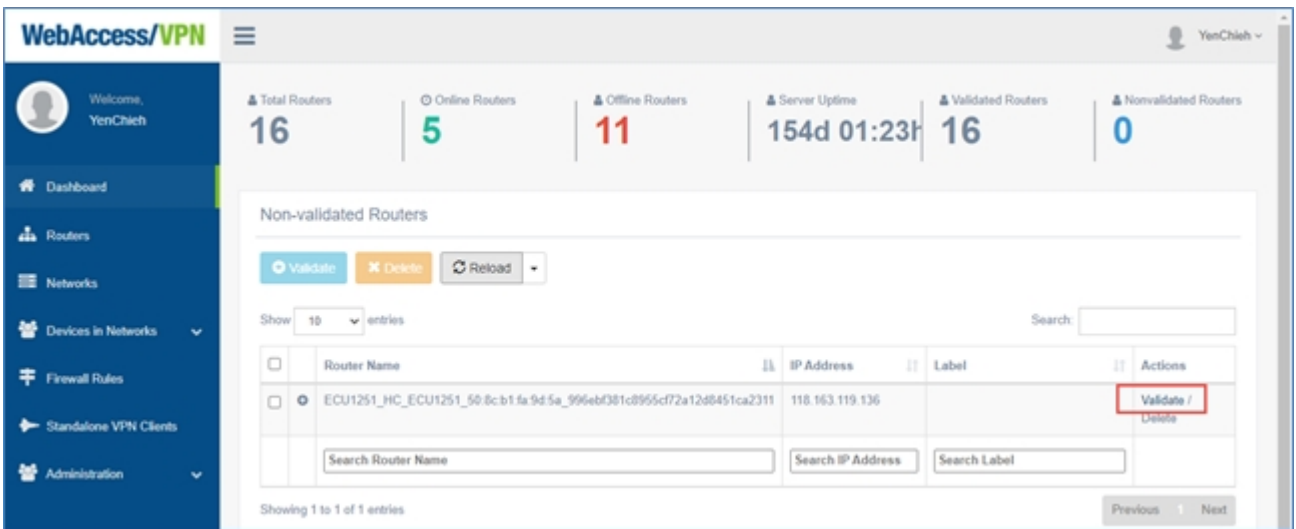 WebAccess/VPN
YenChieh
Welcome,
YenChieh
Total Routers
16
Online Routers
5
Offline Routers
11
Server Uptime
154d 01:23h
Validated Routers
16
Nonvalidated Routers
0
Dashboard
Routers
Networks
Devices in Networks
Firewall Rules
Standalone VPN Clients
Administration
Non-validated Routers
Validate
Delete
Reload
Show 10 entries
Search:
Router Name
IP Address
Label
Actions
ECU1251_HC_ECU1251_50:8c:b1:fa:9d:5a_996ebf381c8955cf72a12d8451ca2311
118.163.119.136
Validate /
Delete
Search Router Name
Search IP Address
Search Label
Showing 1 to 1 of 1 entries
Previous 1 Next